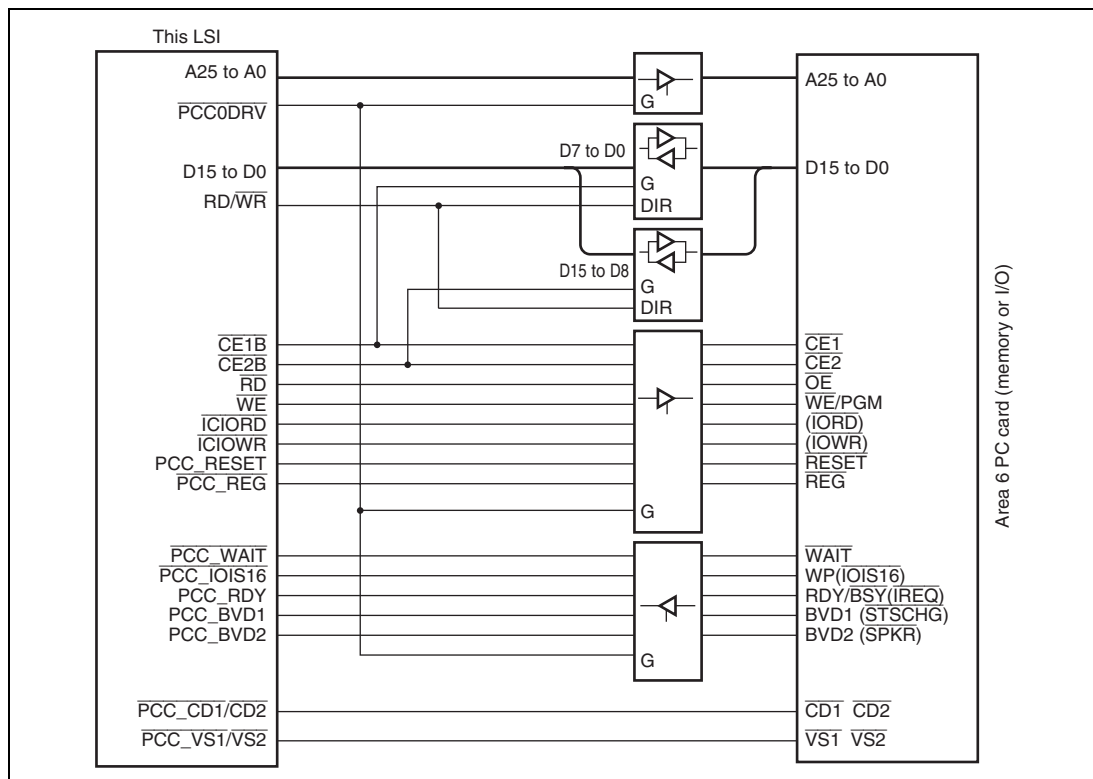 This LSI
A25 to A0
A25 to A0
G
PCC0DRV
D7 to D0
D15 to D0
D15 to D0
G
RD/WR
DIR
D15 to D8
G
DIR
CE1B
CE1
CE2B
CE2
RD
OE
WE
WE/PGM
ICIORD
(IORD)
ICIOWR
(IOWR)
PCC_RESET
RESET
PCC_REG
REG
G
PCC_WAIT
WAIT
PCC_IOIS16
WP(IOIS16)
PCC_RDY
RDY/BSY(IREQ)
PCC_BVD1
BVD1 (STSCHG)
PCC_BVD2
BVD2 (SPKR)
G
PCC_CD1/CD2
CD1 CD2
PCC_VS1/VS2
VS1 VS2
Area 6 PC card (memory or I/O)